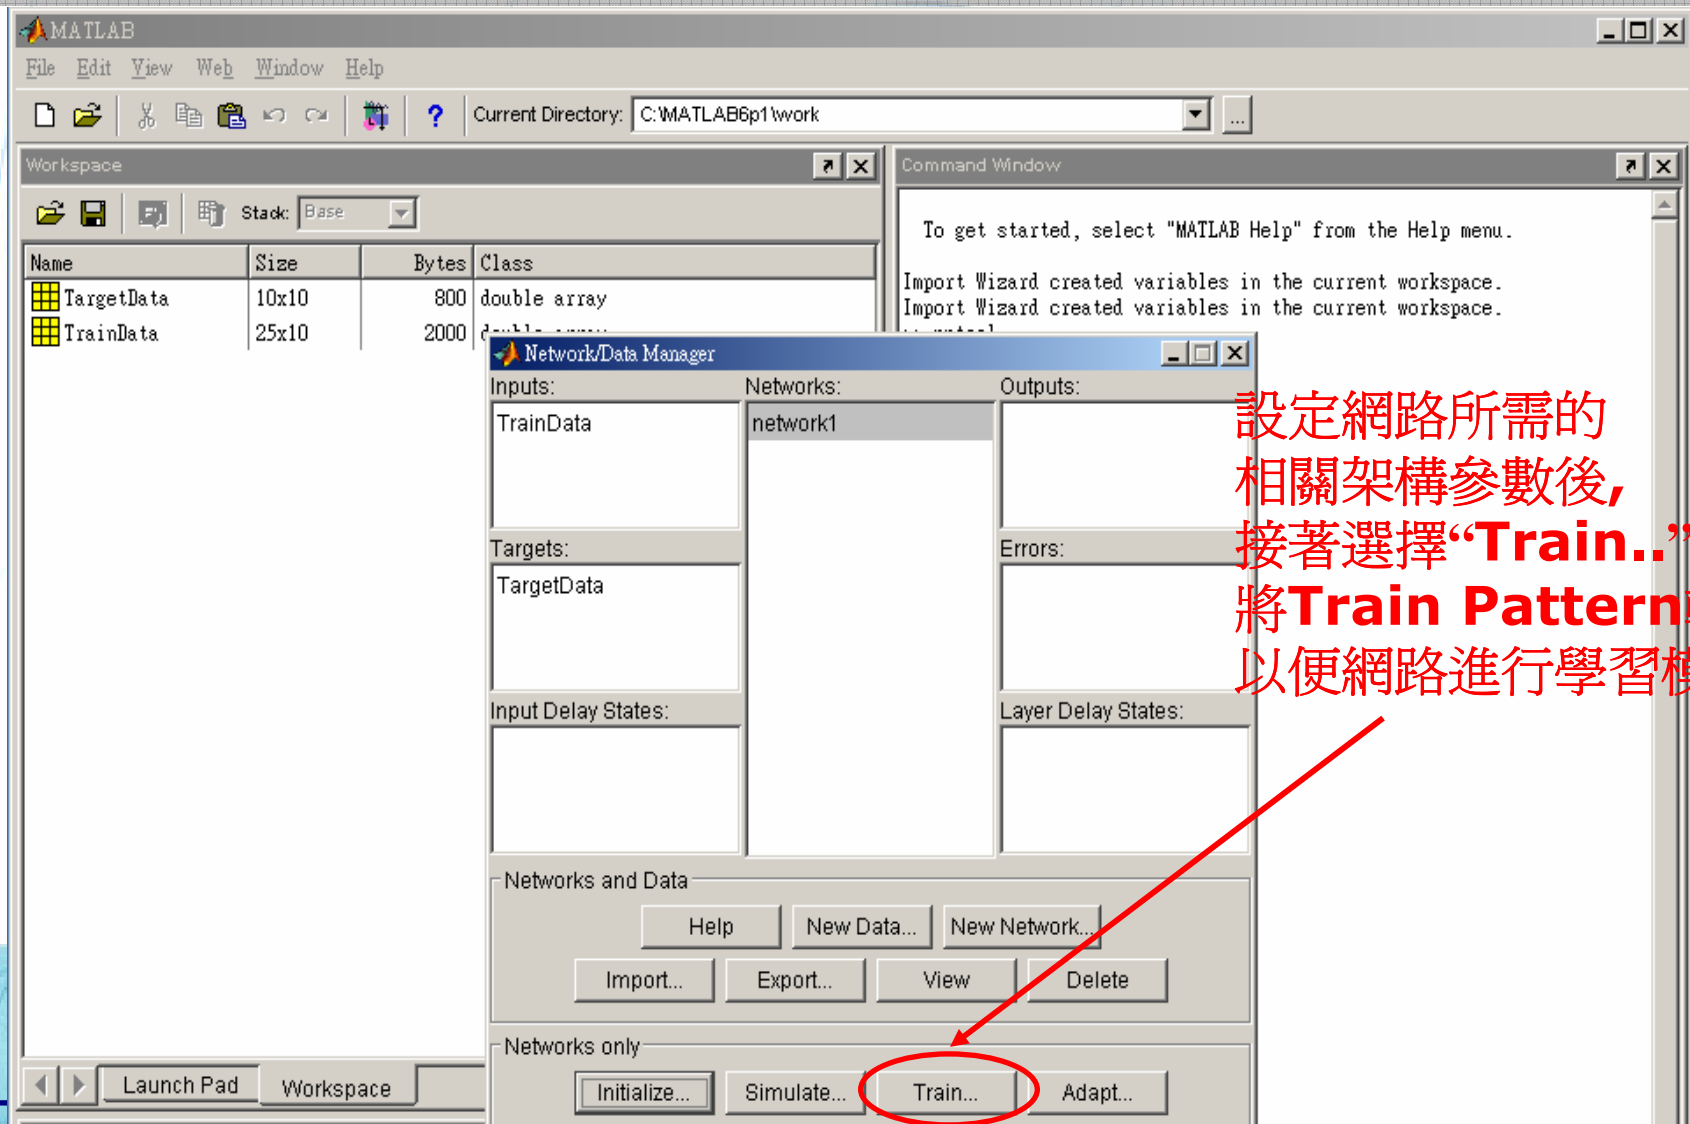 MATLAB
File Edit View Web Window Help
Current Directory: C:\MATLAB6p1\work ...
Workspace
Stack: Base
Name Size Bytes Class
TargetData 10x10 800 double array
TrainData 25x10 2000 double array
Launch Pad Workspace
Command Window
To get started, select "MATLAB Help" from the Help menu.
Import Wizard created variables in the current workspace.
Import Wizard created variables in the current workspace.
Network/Data Manager
Inputs: Networks: Outputs:
TrainData network1
Targets: Errors:
TargetData
Input Delay States: Layer Delay States:
Networks and Data
Help New Data... New Network...
Import... Export... View Delete
Networks only
Initialize... Simulate... Train... Adapt...
設定網路所需的
相關架構參數後,
接著選擇“Train..”
將Train Pattern
以便網路進行學習